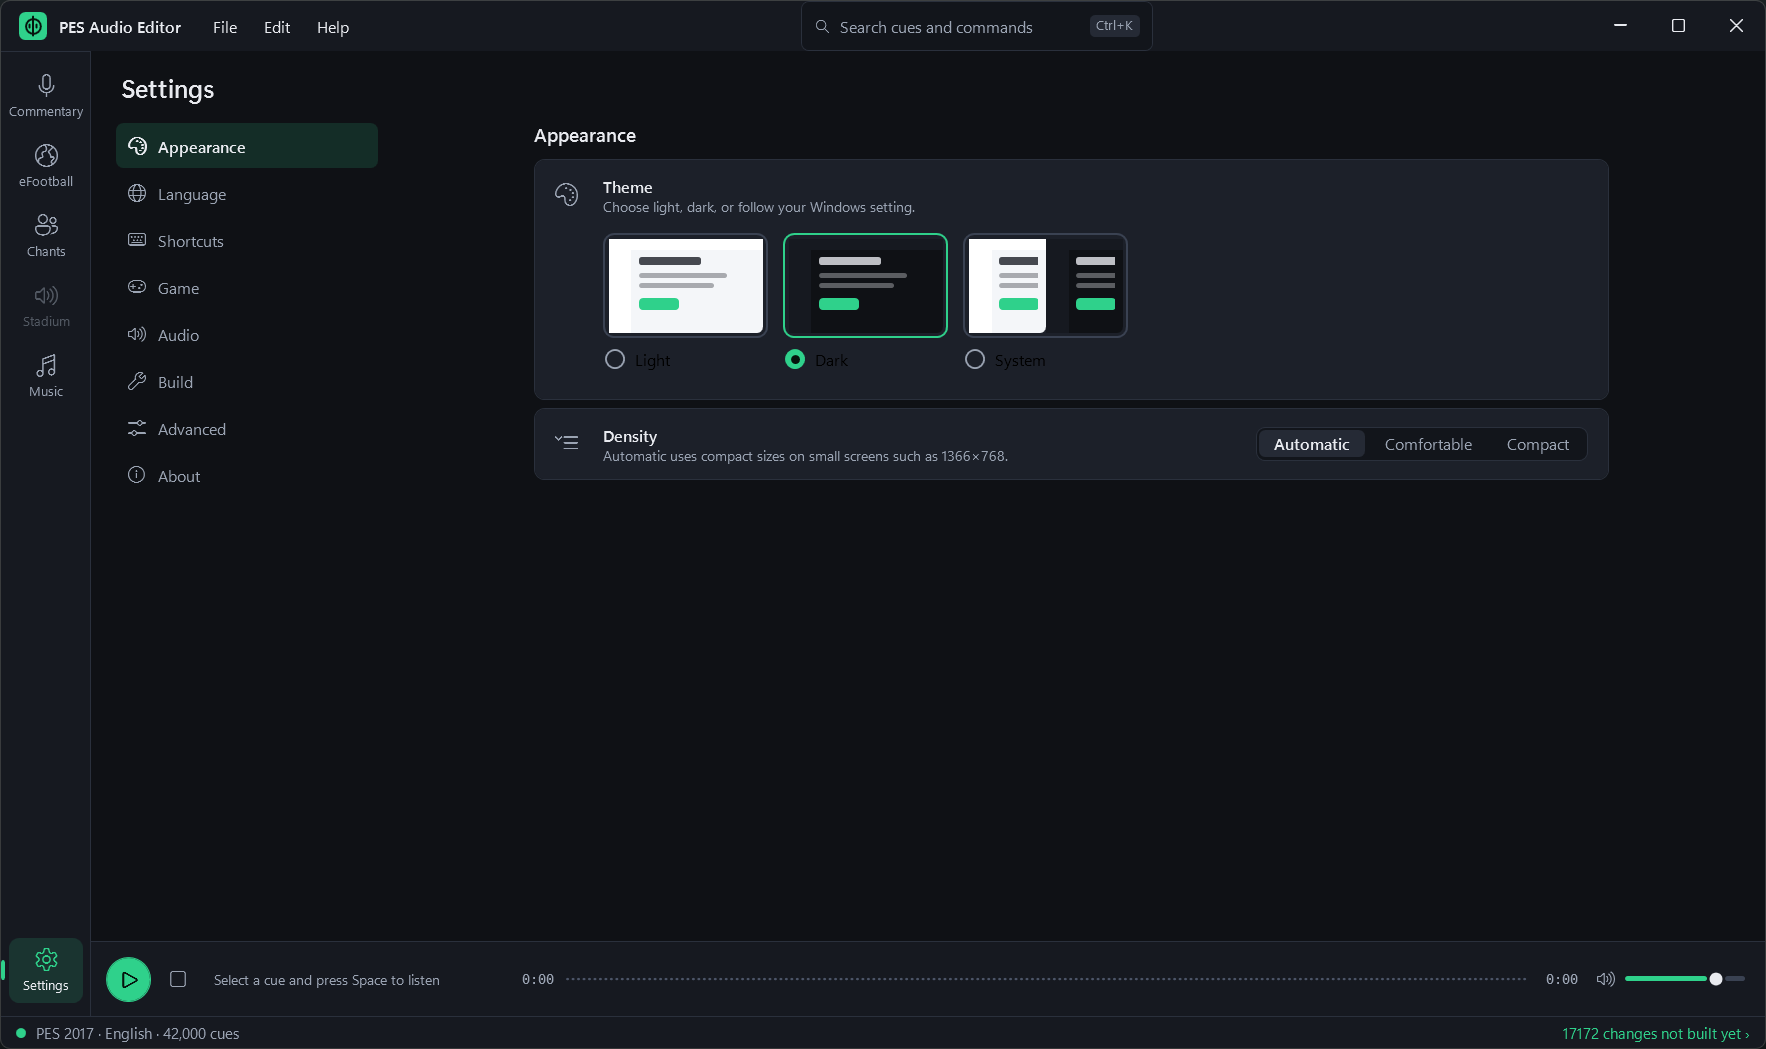 PES Audio Editor File Edit Help Search cues and commands Ctrl+K
Commentary
eFootball
Chants
Stadium
Music
Settings
Settings
Appearance
Language
Shortcuts
Game
Audio
Build
Advanced
About
Appearance
Theme
Choose light, dark, or follow your Windows setting.
Light Dark System
Density
Automatic uses compact sizes on small screens such as 1366×768.
Automatic Comfortable Compact
Select a cue and press Space to listen 0:00 0:00
PES 2017 · English · 42,000 cues 17172 changes not built yet ›